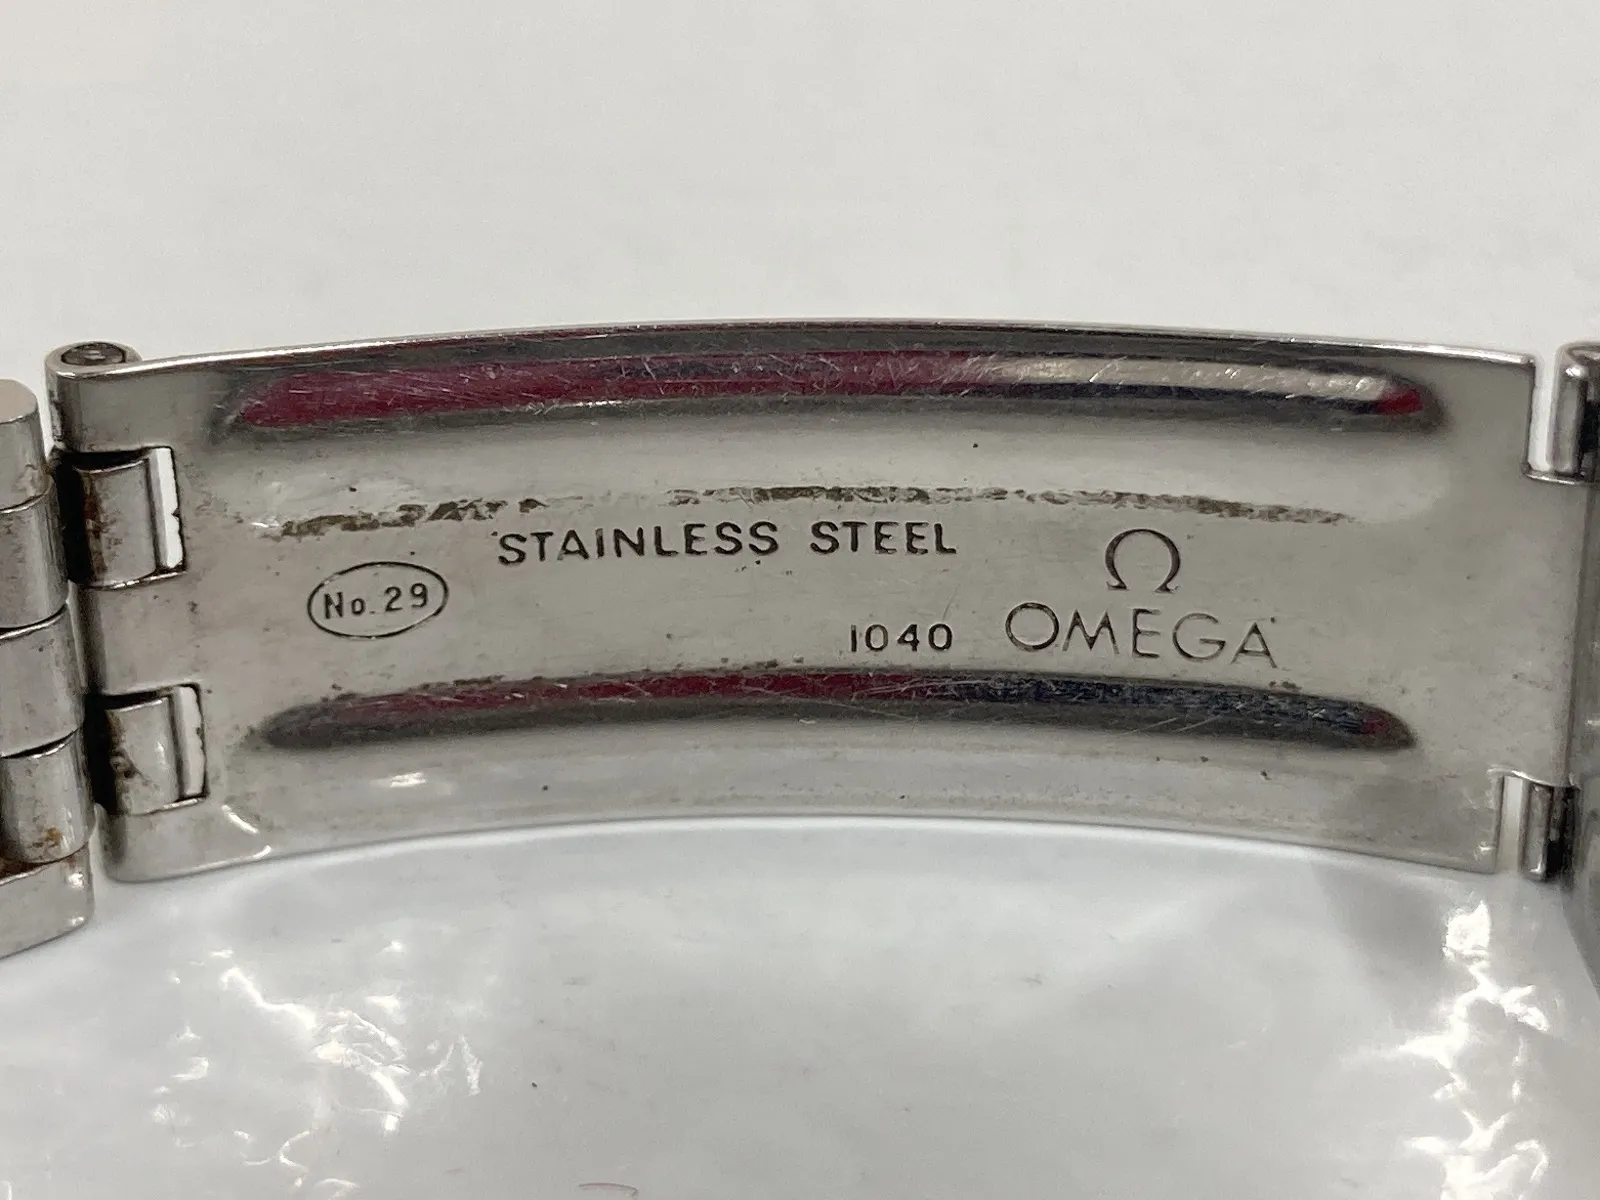 STAINLESS STEEL
No. 29
1040
Ω
OMEGA